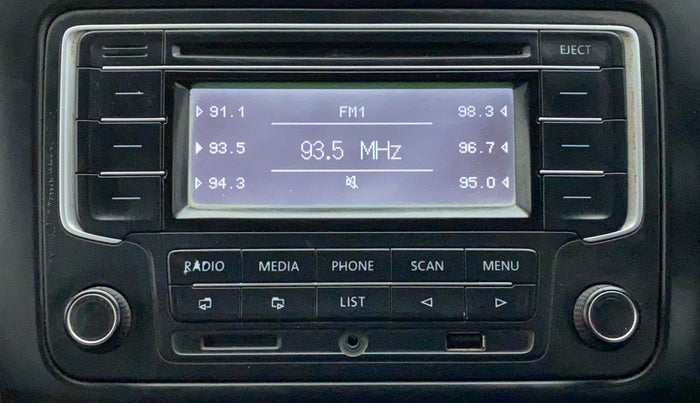 EJECT
91.1 FM1 98.3
93.5 93.5 MHz 96.7
94.3 95.0
RADIO MEDIA PHONE SCAN MENU
LIST